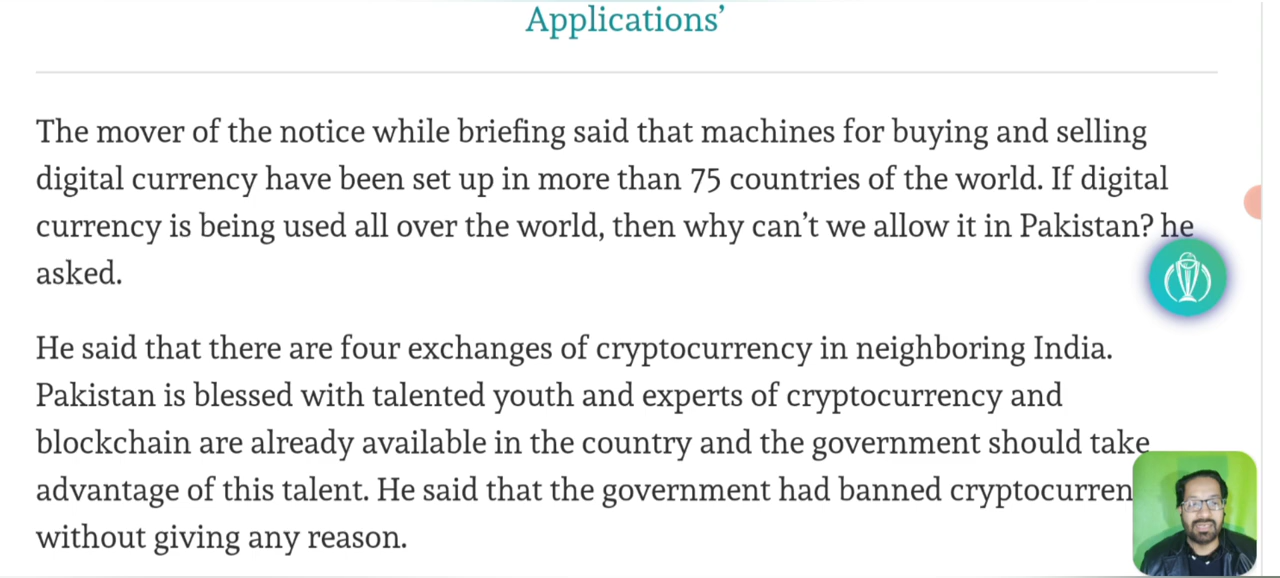 Applications’
The mover of the notice while briefing said that machines for buying and selling
digital currency have been set up in more than 75 countries of the world. If digital
currency is being used all over the world, then why can’t we allow it in Pakistan? he
asked.
He said that there are four exchanges of cryptocurrency in neighboring India.
Pakistan is blessed with talented youth and experts of cryptocurrency and
blockchain are already available in the country and the government should take
advantage of this talent. He said that the government had banned cryptocurren
without giving any reason.